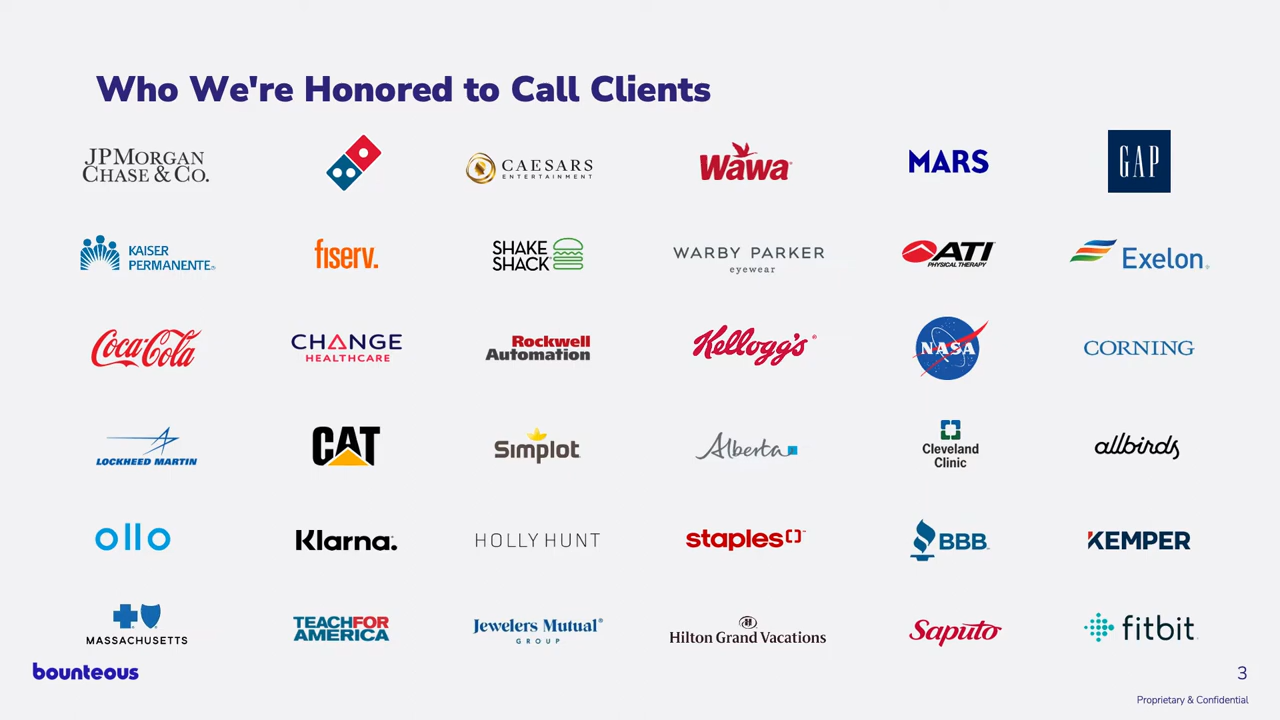 Who We're Honored to Call Clients
JPMORGAN
CHASE & CO.
CAESARS
ENTERTAINMENT
Wawa
MARS
GAP
KAISER
PERMANENTE®
fiserv.
SHAKE
SHACK
WARBY PARKER
eyewear
ATI
PHYSICAL THERAPY
Exelon
Coca-Cola
CHANGE
HEALTHCARE
Rockwell
Automation
Kellogg's®
NASA
CORNING
LOCKHEED MARTIN
CAT
Simplot
Alberta
Cleveland
Clinic
allbirds
ollo
Klarna.
HOLLY HUNT
staples
BBB
KEMPER
MASSACHUSETTS
TEACHFOR
AMERICA
Jewelers Mutual®
GROUP
H
Hilton Grand Vacations
Saputo
fitbit
bounteous
3
Proprietary & Confidential